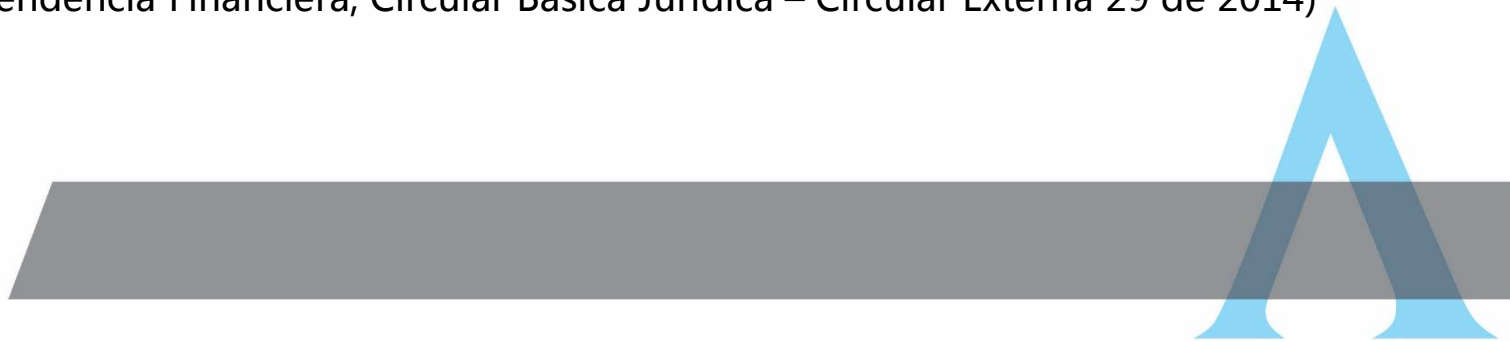 endencia Financiera, Circular Básica Jurídica – Circular Externa 29 de 2014)